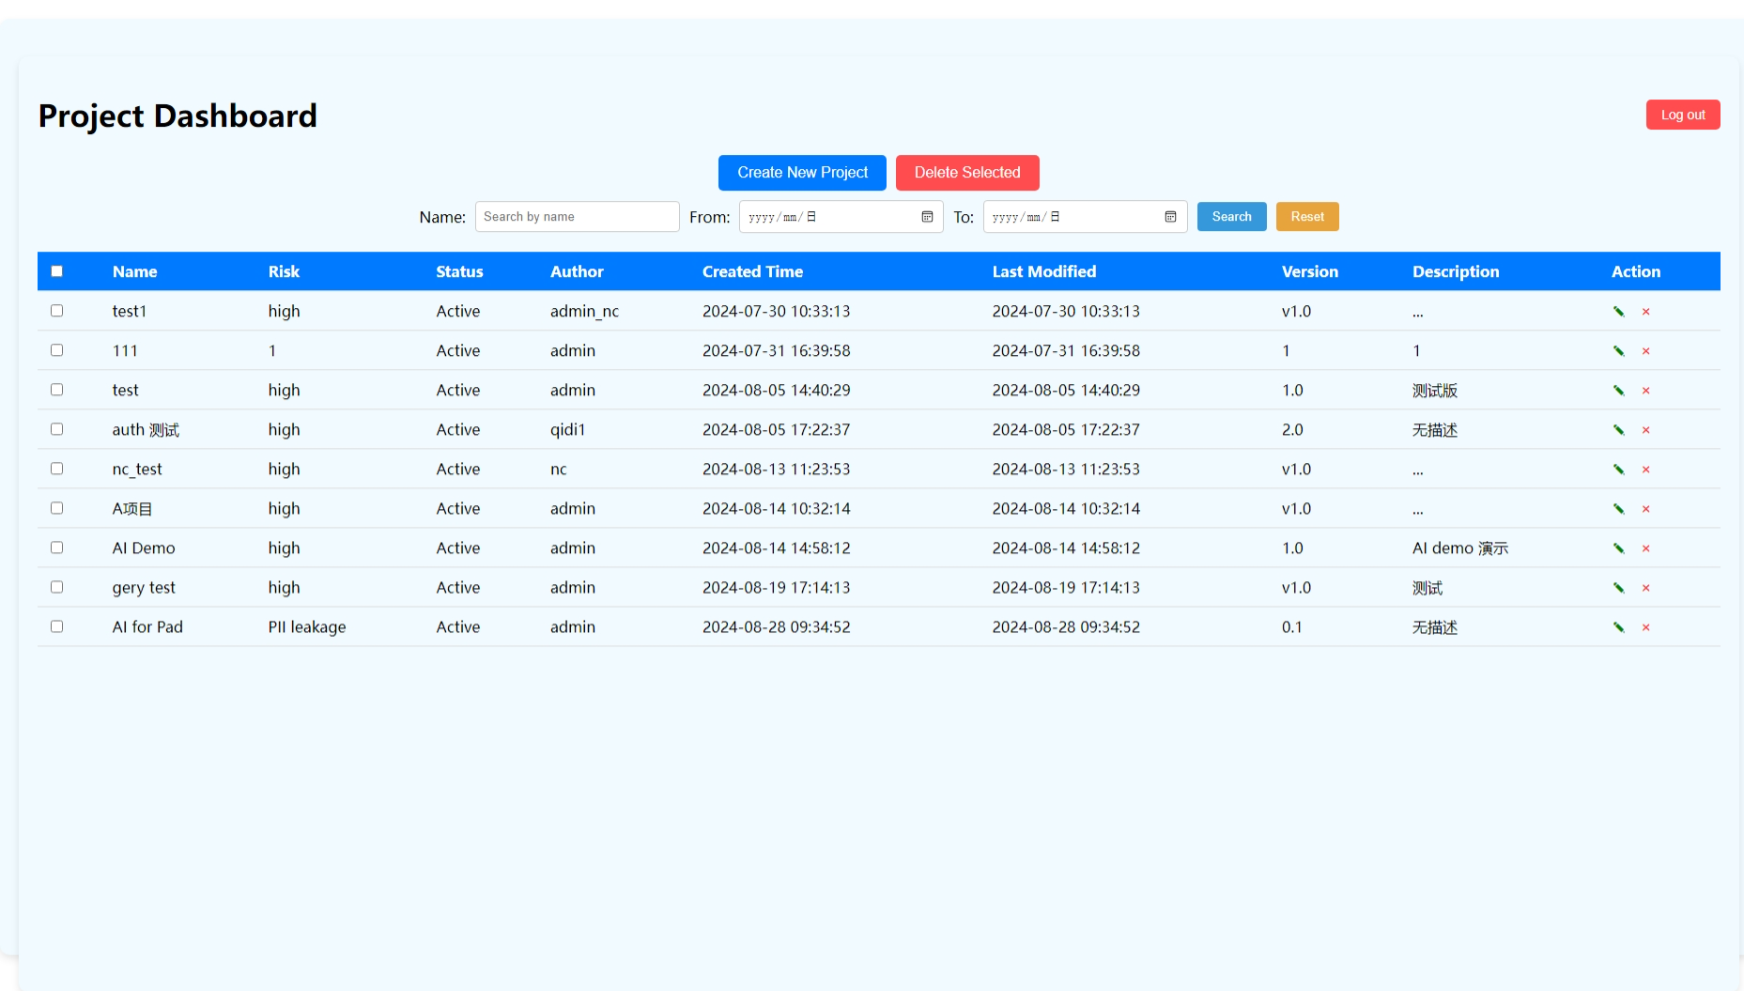 Project Dashboard
Log out
Create New Project Delete Selected
Name: Search by name From: yyyy/mm/日 To: yyyy/mm/日 Search Reset
Name Risk Status Author Created Time Last Modified Version Description Action
test1 high Active admin_nc 2024-07-30 10:33:13 2024-07-30 10:33:13 v1.0 ...
111 1 Active admin 2024-07-31 16:39:58 2024-07-31 16:39:58 1 1
test high Active admin 2024-08-05 14:40:29 2024-08-05 14:40:29 1.0 测试版
auth 测试 high Active qidi1 2024-08-05 17:22:37 2024-08-05 17:22:37 2.0 无描述
nc_test high Active nc 2024-08-13 11:23:53 2024-08-13 11:23:53 v1.0 ...
A项目 high Active admin 2024-08-14 10:32:14 2024-08-14 10:32:14 v1.0 ...
AI Demo high Active admin 2024-08-14 14:58:12 2024-08-14 14:58:12 1.0 AI demo 演示
gery test high Active admin 2024-08-19 17:14:13 2024-08-19 17:14:13 v1.0 测试
AI for Pad PII leakage Active admin 2024-08-28 09:34:52 2024-08-28 09:34:52 0.1 无描述